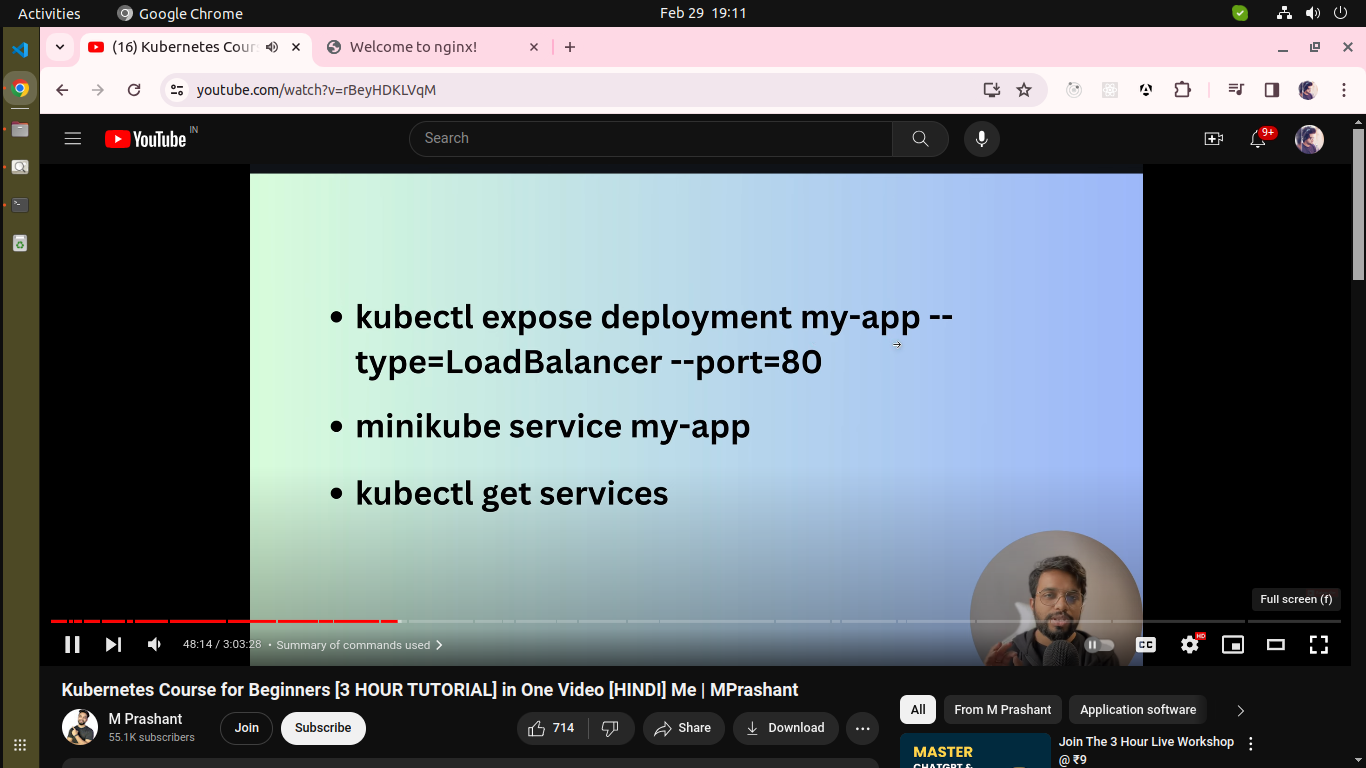 Activities
Google Chrome
Feb 29 19:11
(16) Kubernetes Cour
Welcome to nginx!
youtube.com/watch?v=rBeyHDKLVqM
YouTube
IN
Search
9+
• kubectl expose deployment my-app --
type=LoadBalancer --port=80
• minikube service my-app
• kubectl get services
Full screen (f)
48:14 / 3:03:28 • Summary of commands used
CC
HD
Kubernetes Course for Beginners [3 HOUR TUTORIAL] in One Video [HINDI] Me | MPrashant
M Prashant
55.1K subscribers
Join
Subscribe
714
Share
Download
All
From M Prashant
Application software
MASTER
CHATGPT &
Join The 3 Hour Live Workshop
@ ₹9